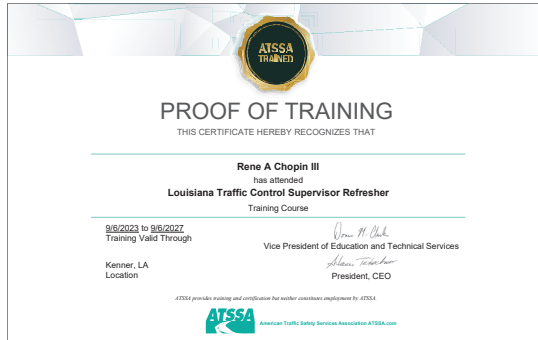 ATSSA
TRAINED
PROOF OF TRAINING
THIS CERTIFICATE HEREBY RECOGNIZES THAT
Rene A Chopin III
has attended
Louisiana Traffic Control Supervisor Refresher
Training Course
9/6/2023 to 9/6/2027
Training Valid Through
Vice President of Education and Technical Services
Kenner, LA
Location
President, CEO
ATSSA provides training and certification but neither constitutes employment by ATSSA
ATSSA
American Traffic Safety Services Association ATSSA.com